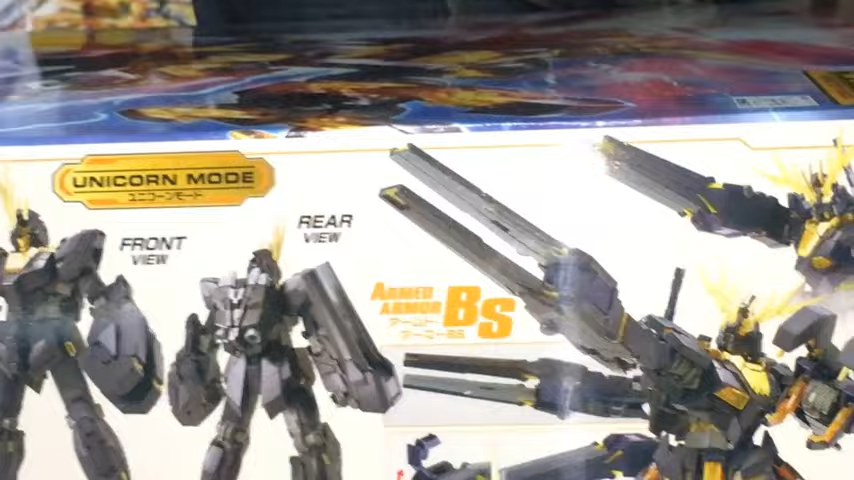 UNICORN MODE
ユニコーンモード
FRONT
VIEW
REAR
VIEW
ARMED
ARMOR BS
アームド・
アーマーBS